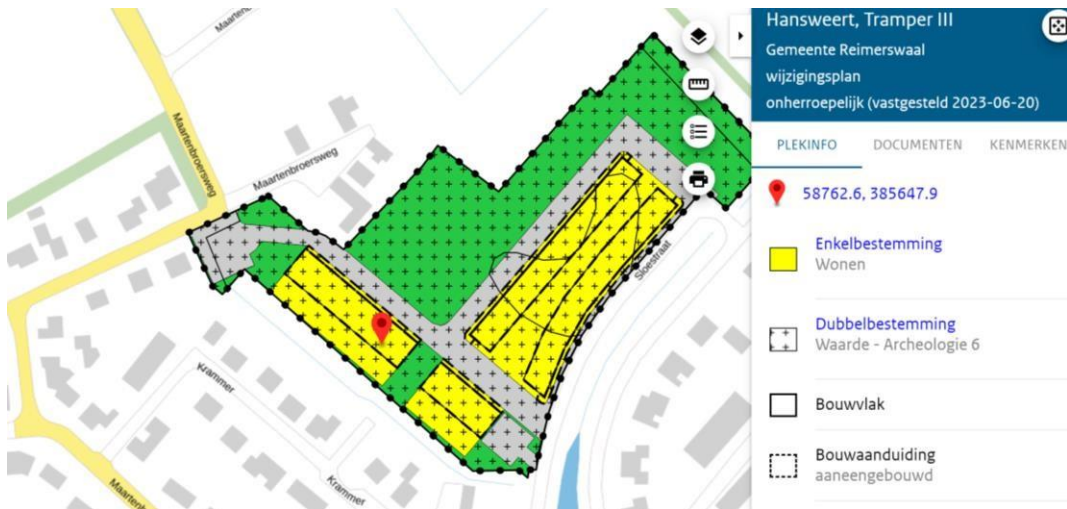 Maartenbroersweg
Maartenbroersweg
Sloestraat
Krammer
Krammer
Hansweert, Tramper III
Gemeente Reimerswaal
wijzigingsplan
onherroepelijk (vastgesteld 2023-06-20)
PLEKINFO DOCUMENTEN KENMERKEN
58762.6, 385647.9
Enkelbestemming
Wonen
Dubbelbestemming
Waarde - Archeologie 6
Bouwvlak
Bouwaanduiding
aaneengebouwd